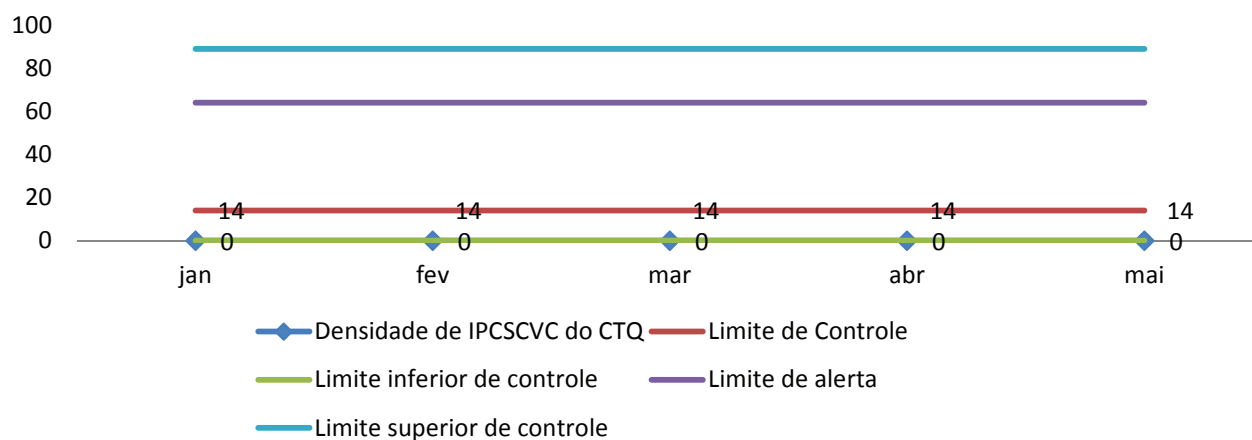 100
80
60
40
20
0
14 14 14 14 14
0 0 0 0 0
jan fev mar abr mai
Densidade de IPCSCVC do CTQ Limite de Controle
Limite inferior de controle Limite de alerta
Limite superior de controle